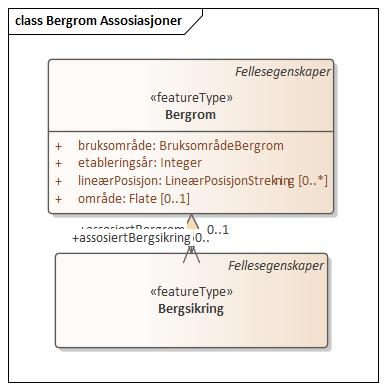 class Bergrom Assosiasjoner
Fellesegenskaper
«featureType»
Bergrom
+ bruksområde: BruksområdeBergrom
+ etableringsår: Integer
+ lineærPosisjon: LineærPosisjonStrekning [0..*]
+ område: Flate [0..1]
+assosiertBergrom 0..1
+assosiertBergsikring 0..
Fellesegenskaper
«featureType»
Bergsikring